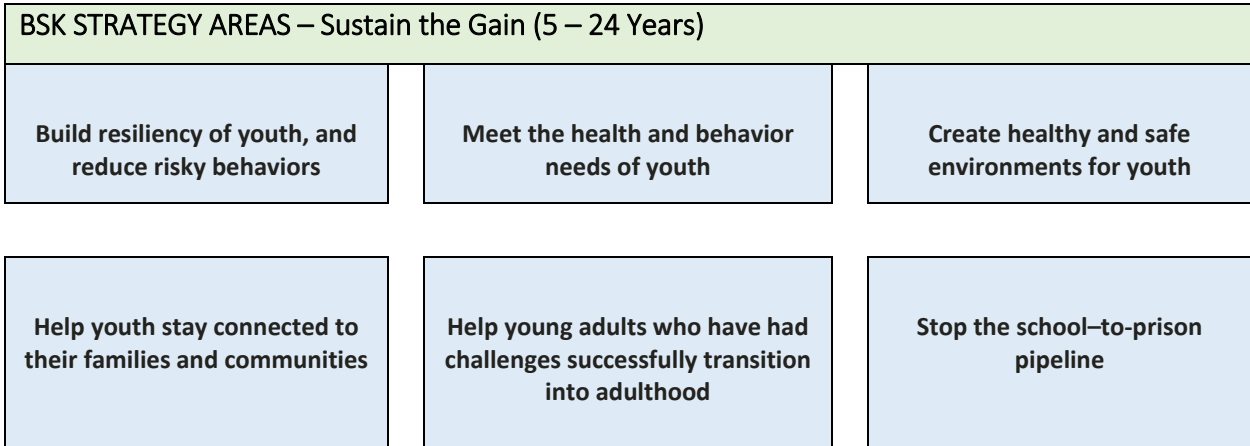 BSK STRATEGY AREAS – Sustain the Gain (5 – 24 Years)
Build resiliency of youth, and
reduce risky behaviors
Meet the health and behavior
needs of youth
Create healthy and safe
environments for youth
Help youth stay connected to
their families and communities
Help young adults who have had
challenges successfully transition
into adulthood
Stop the school–to-prison
pipeline